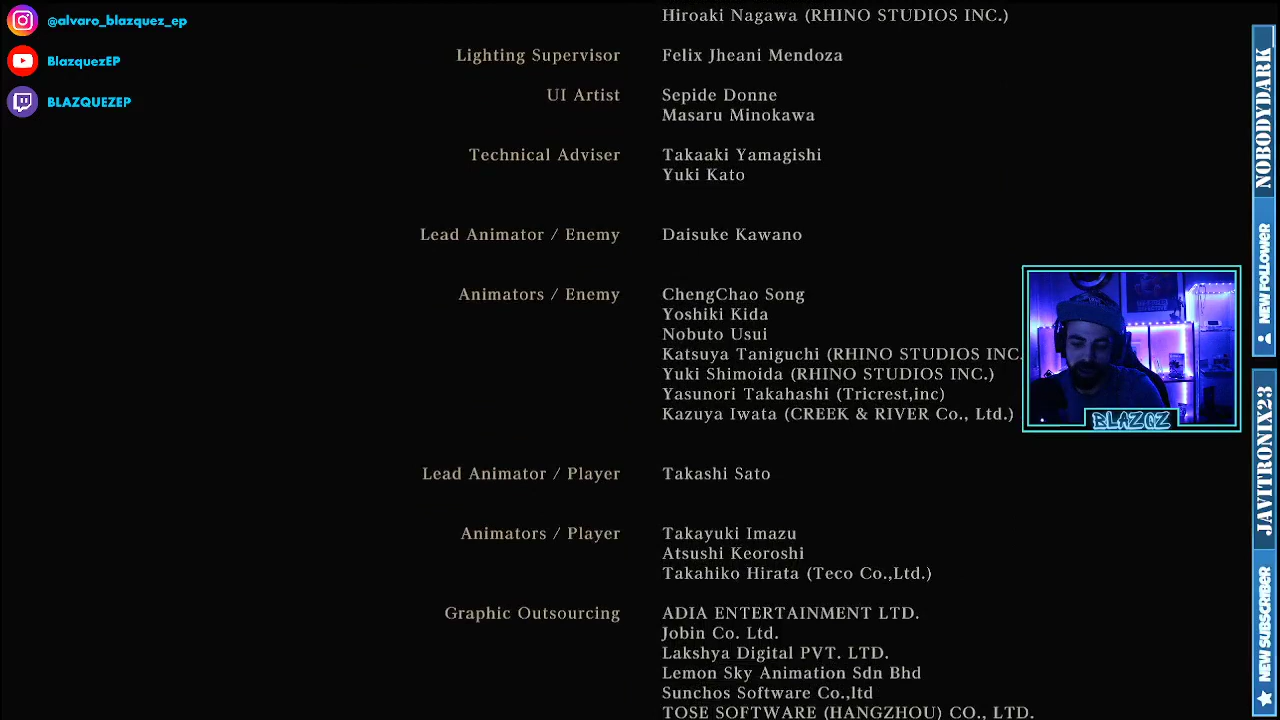 @alvaro_blazquez_ep
BlazquezEP
BLAZQUEZEP
Hiroaki Nagawa (RHINO STUDIOS INC.)
Lighting Supervisor Felix Jheani Mendoza
UI Artist Sepide Donne
Masaru Minokawa
Technical Adviser Takaaki Yamagishi
Yuki Kato
Lead Animator / Enemy Daisuke Kawano
Animators / Enemy ChengChao Song
Yoshiki Kida
Nobuto Usui
Katsuya Taniguchi (RHINO STUDIOS INC.
Yuki Shimoida (RHINO STUDIOS INC.)
Yasunori Takahashi (Tricrest,inc)
Kazuya Iwata (CREEK & RIVER Co., Ltd.)
Lead Animator / Player Takashi Sato
Animators / Player Takayuki Imazu
Atsushi Keoroshi
Takahiko Hirata (Teco Co.,Ltd.)
Graphic Outsourcing ADIA ENTERTAINMENT LTD.
Jobin Co. Ltd.
Lakshya Digital PVT. LTD.
Lemon Sky Animation Sdn Bhd
Sunchos Software Co.,ltd
TOSE SOFTWARE (HANGZHOU) CO., LTD.
BLAZQZ
NEW FOLLOWER NOBODYDARK
NEW SUBSCRIBER JAVITRONIX23